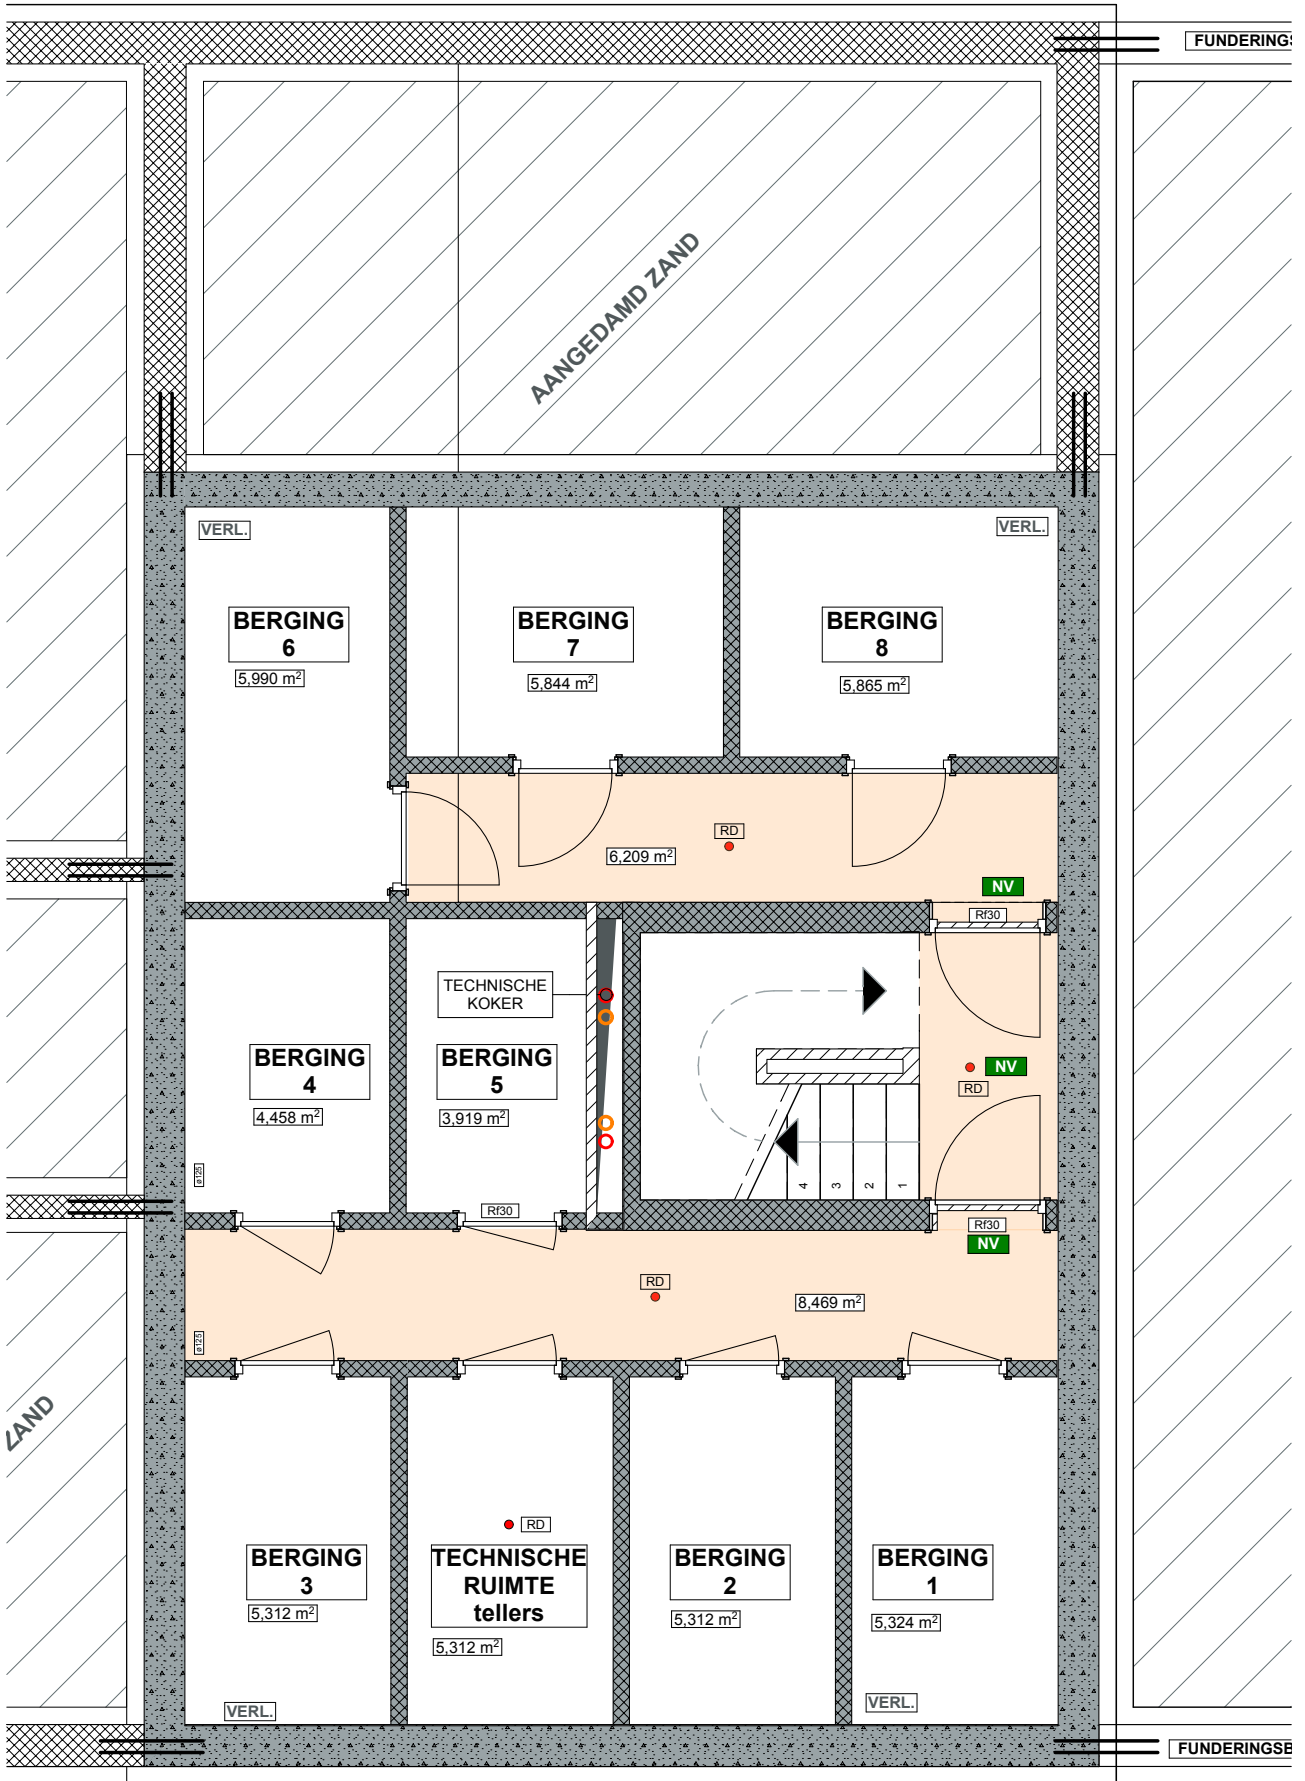 FUNDERINGS
AANGEDAMD ZAND
VERL.
VERL.
BERGING
6
5,990 m²
BERGING
7
5,844 m²
BERGING
8
5,865 m²
RD
6,209 m²
NV
Rf30
TECHNISCHE
KOKER
BERGING
4
4,458 m²
BERGING
5
3,919 m²
NV
RD
ø125
4
3
2
1
Rf30
Rf30
NV
RD
8,469 m²
ø125
ZAND
RD
BERGING
3
5,312 m²
TECHNISCHE
RUIMTE
tellers
5,312 m²
BERGING
2
5,312 m²
BERGING
1
5,324 m²
VERL.
VERL.
FUNDERINGSB